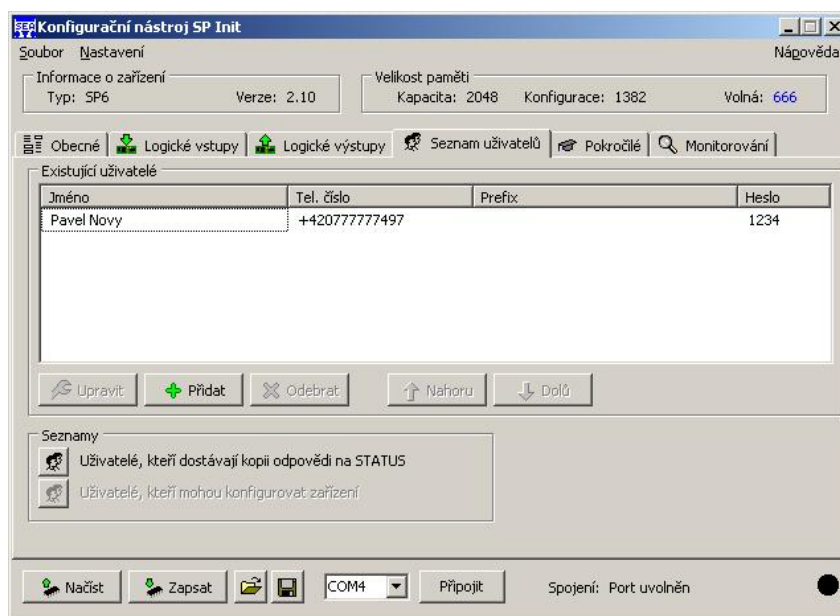 SEA Konfigurační nástroj SP Init
Soubor Nastavení Nápověda
Informace o zařízení Velikost paměti
Typ: SP6 Verze: 2.10 Kapacita: 2048 Konfigurace: 1382 Volná: 666
Obecné Logické vstupy Logické výstupy Seznam uživatelů Pokročilé Monitorování
Existující uživatelé
Jméno Tel. číslo Prefix Heslo
Pavel Novy +420777777497 1234
Upravit Přidat Odebrat Nahoru Dolů
Seznamy
Uživatelé, kteří dostávají kopii odpovědi na STATUS
Uživatelé, kteří mohou konfigurovat zařízení
Načíst Zapsat COM4 Připojit Spojení: Port uvolněn